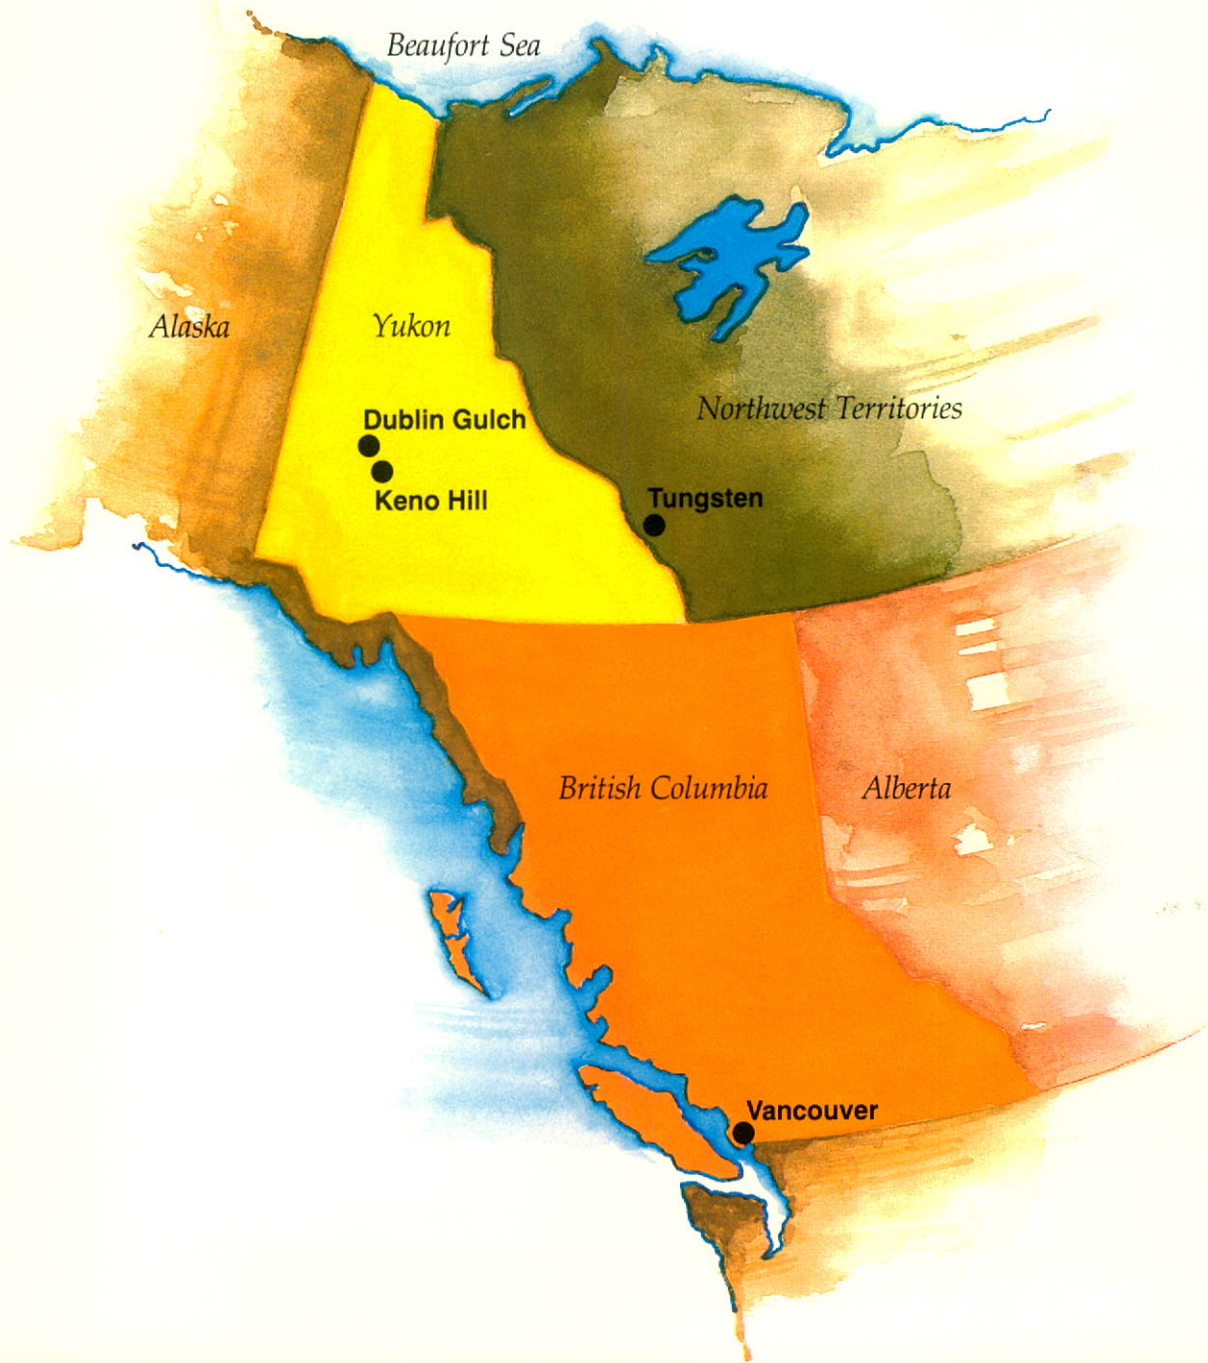 Beaufort Sea
Alaska
Yukon
Northwest Territories
Dublin Gulch
Keno Hill
Tungsten
British Columbia
Alberta
Vancouver